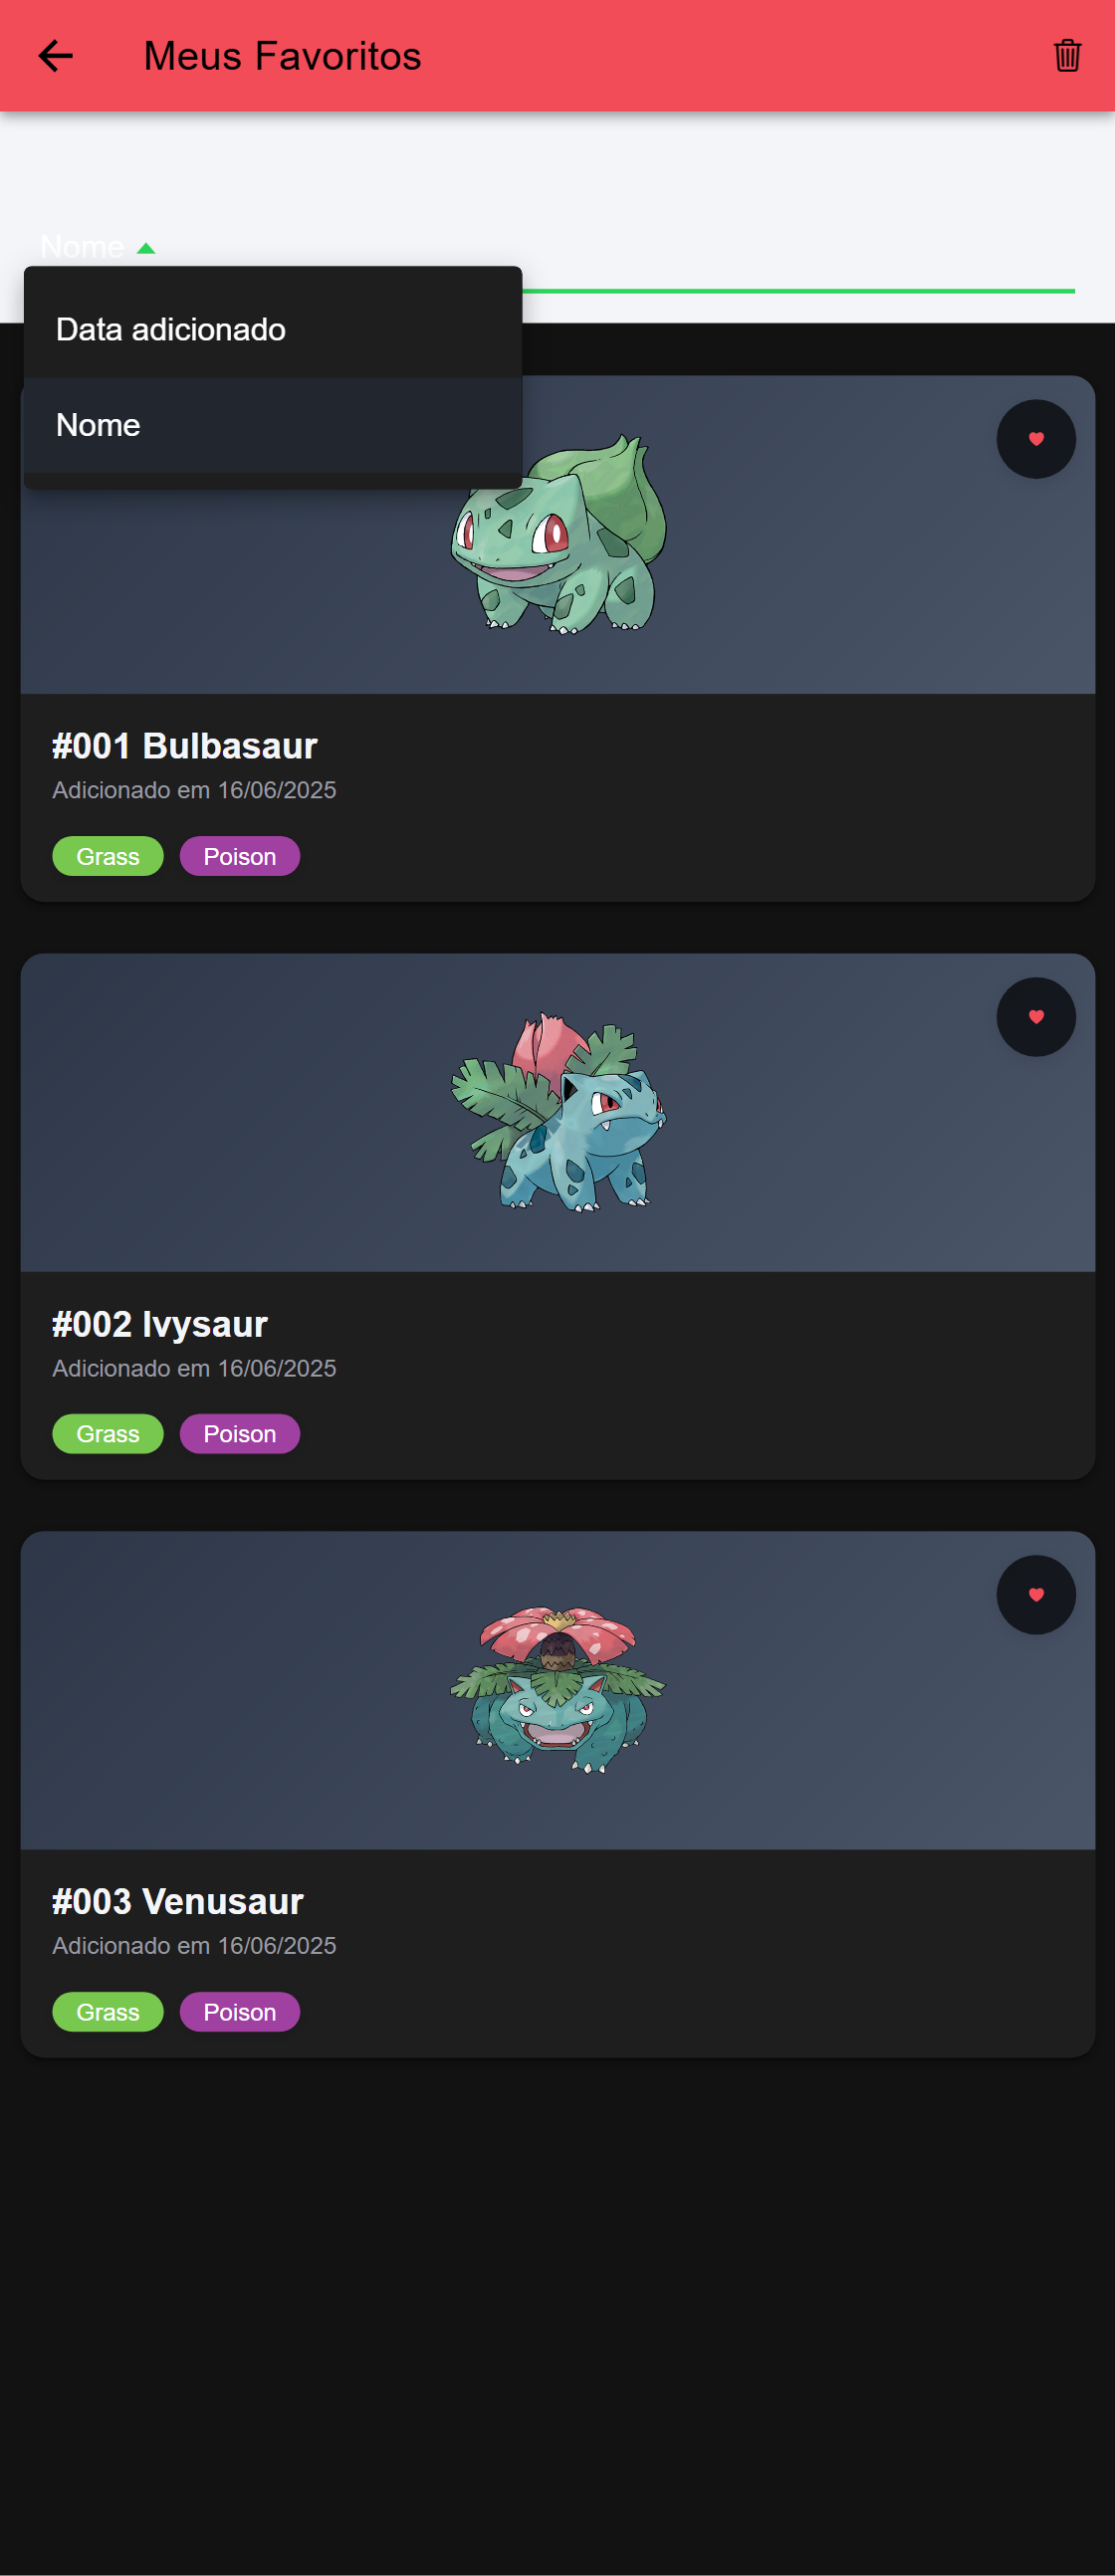 Meus Favoritos
Nome
Data adicionado
Nome
#001 Bulbasaur
Adicionado em 16/06/2025
Grass Poison
#002 Ivysaur
Adicionado em 16/06/2025
Grass Poison
#003 Venusaur
Adicionado em 16/06/2025
Grass Poison